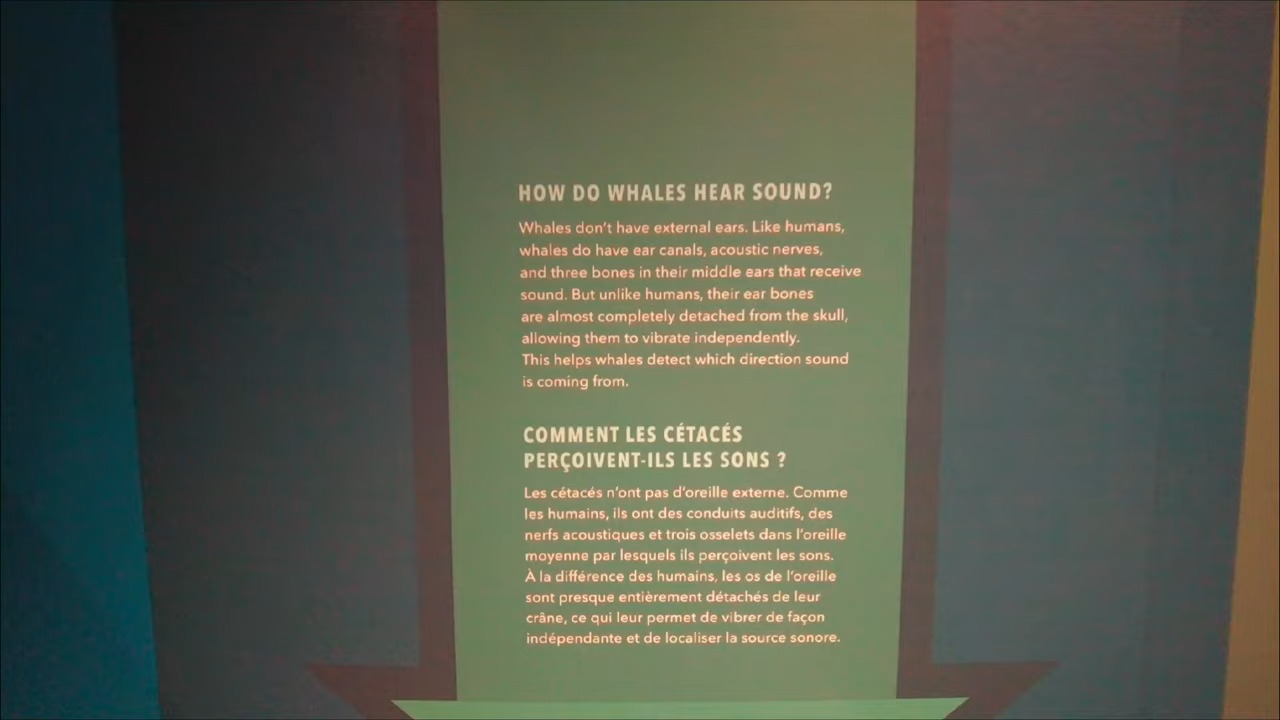 HOW DO WHALES HEAR SOUND?
Whales don't have external ears. Like humans,
whales do have ear canals, acoustic nerves,
and three bones in their middle ears that receive
sound. But unlike humans, their ear bones
are almost completely detached from the skull,
allowing them to vibrate independently.
This helps whales detect which direction sound
is coming from.
COMMENT LES CÉTACÉS
PERÇOIVENT-ILS LES SONS ?
Les cétacés n'ont pas d'oreille externe. Comme
les humains, ils ont des conduits auditifs, des
nerfs acoustiques et trois osselets dans l'oreille
moyenne par lesquels ils perçoivent les sons.
À la différence des humains, les os de l'oreille
sont presque entièrement détachés de leur
crâne, ce qui leur permet de vibrer de façon
indépendante et de localiser la source sonore.